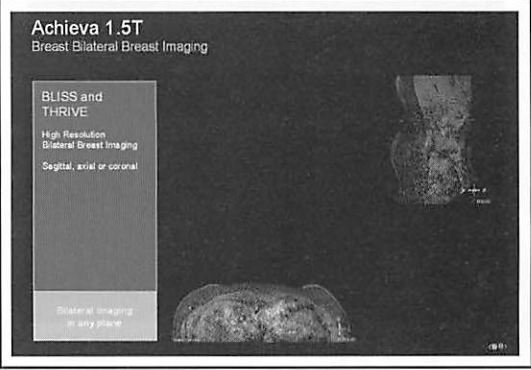 Achieva 1.5T
Breast Bilateral Breast Imaging
BLISS and
THRIVE
High Resolution
Bilateral Breast Imaging
Sagittal, axial or coronal
Bilateral Imaging
in any plane